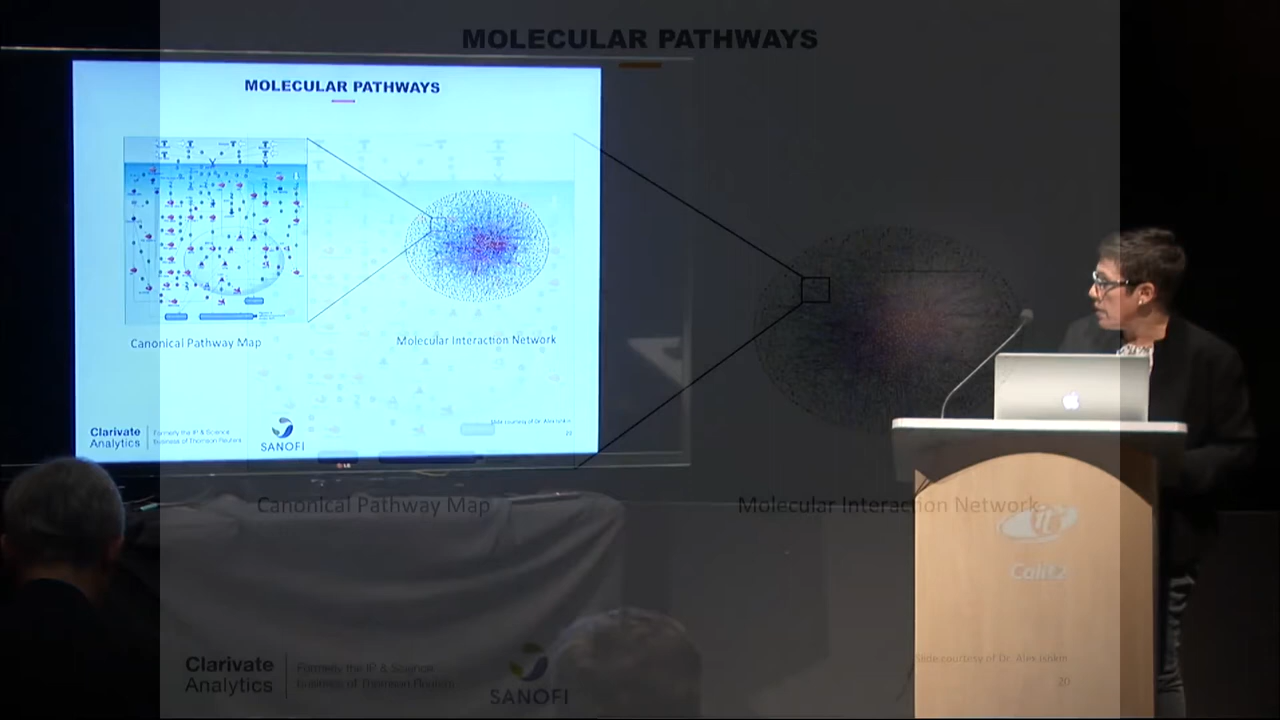 MOLECULAR PATHWAYS
MOLECULAR PATHWAYS
Canonical Pathway Map
Molecular Interaction Network
Clarivate
Analytics
Formerly the IP & Science
business of Thomson Reuters
SANOFI
Slide courtesy of Dr. Alex
Canonical Pathway Map
Molecular Interaction Network
Calit2
Clarivate
Analytics
Formerly the IP & Science
business of Thomson Reuters
SANOFI
Slide courtesy of Dr. Alex Ishkin
20